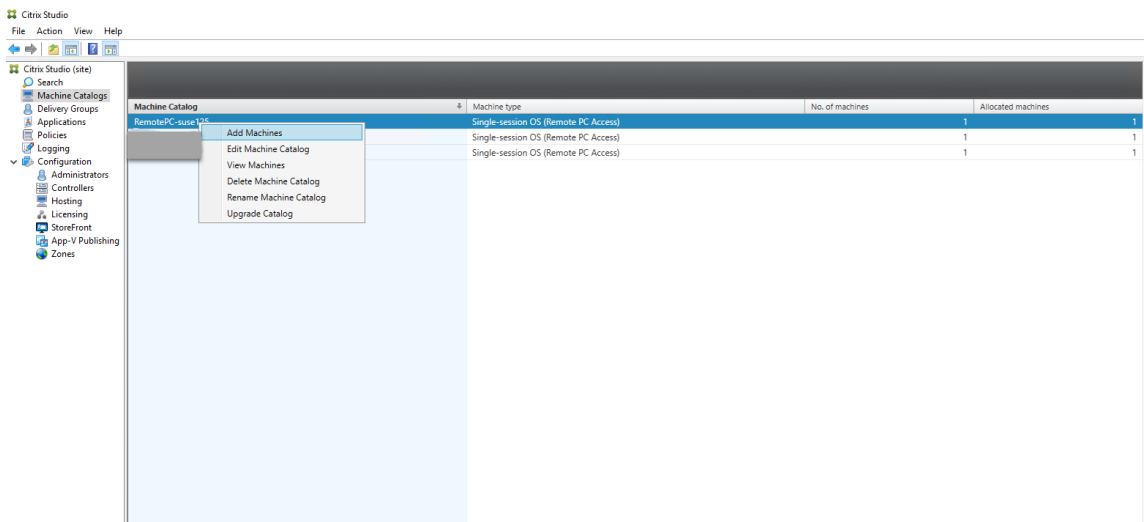 Citrix Studio
File Action View Help
Citrix Studio (site)
Search
Machine Catalogs
Delivery Groups
Applications
Policies
Logging
Configuration
Administrators
Controllers
Hosting
Licensing
StoreFront
App-V Publishing
Zones
Machine Catalog Machine type No. of machines Allocated machines
RemotePC-suse125 Single-session OS (Remote PC Access) 1 1
Single-session OS (Remote PC Access) 1 1
Single-session OS (Remote PC Access) 1 1
Add Machines
Edit Machine Catalog
View Machines
Delete Machine Catalog
Rename Machine Catalog
Upgrade Catalog